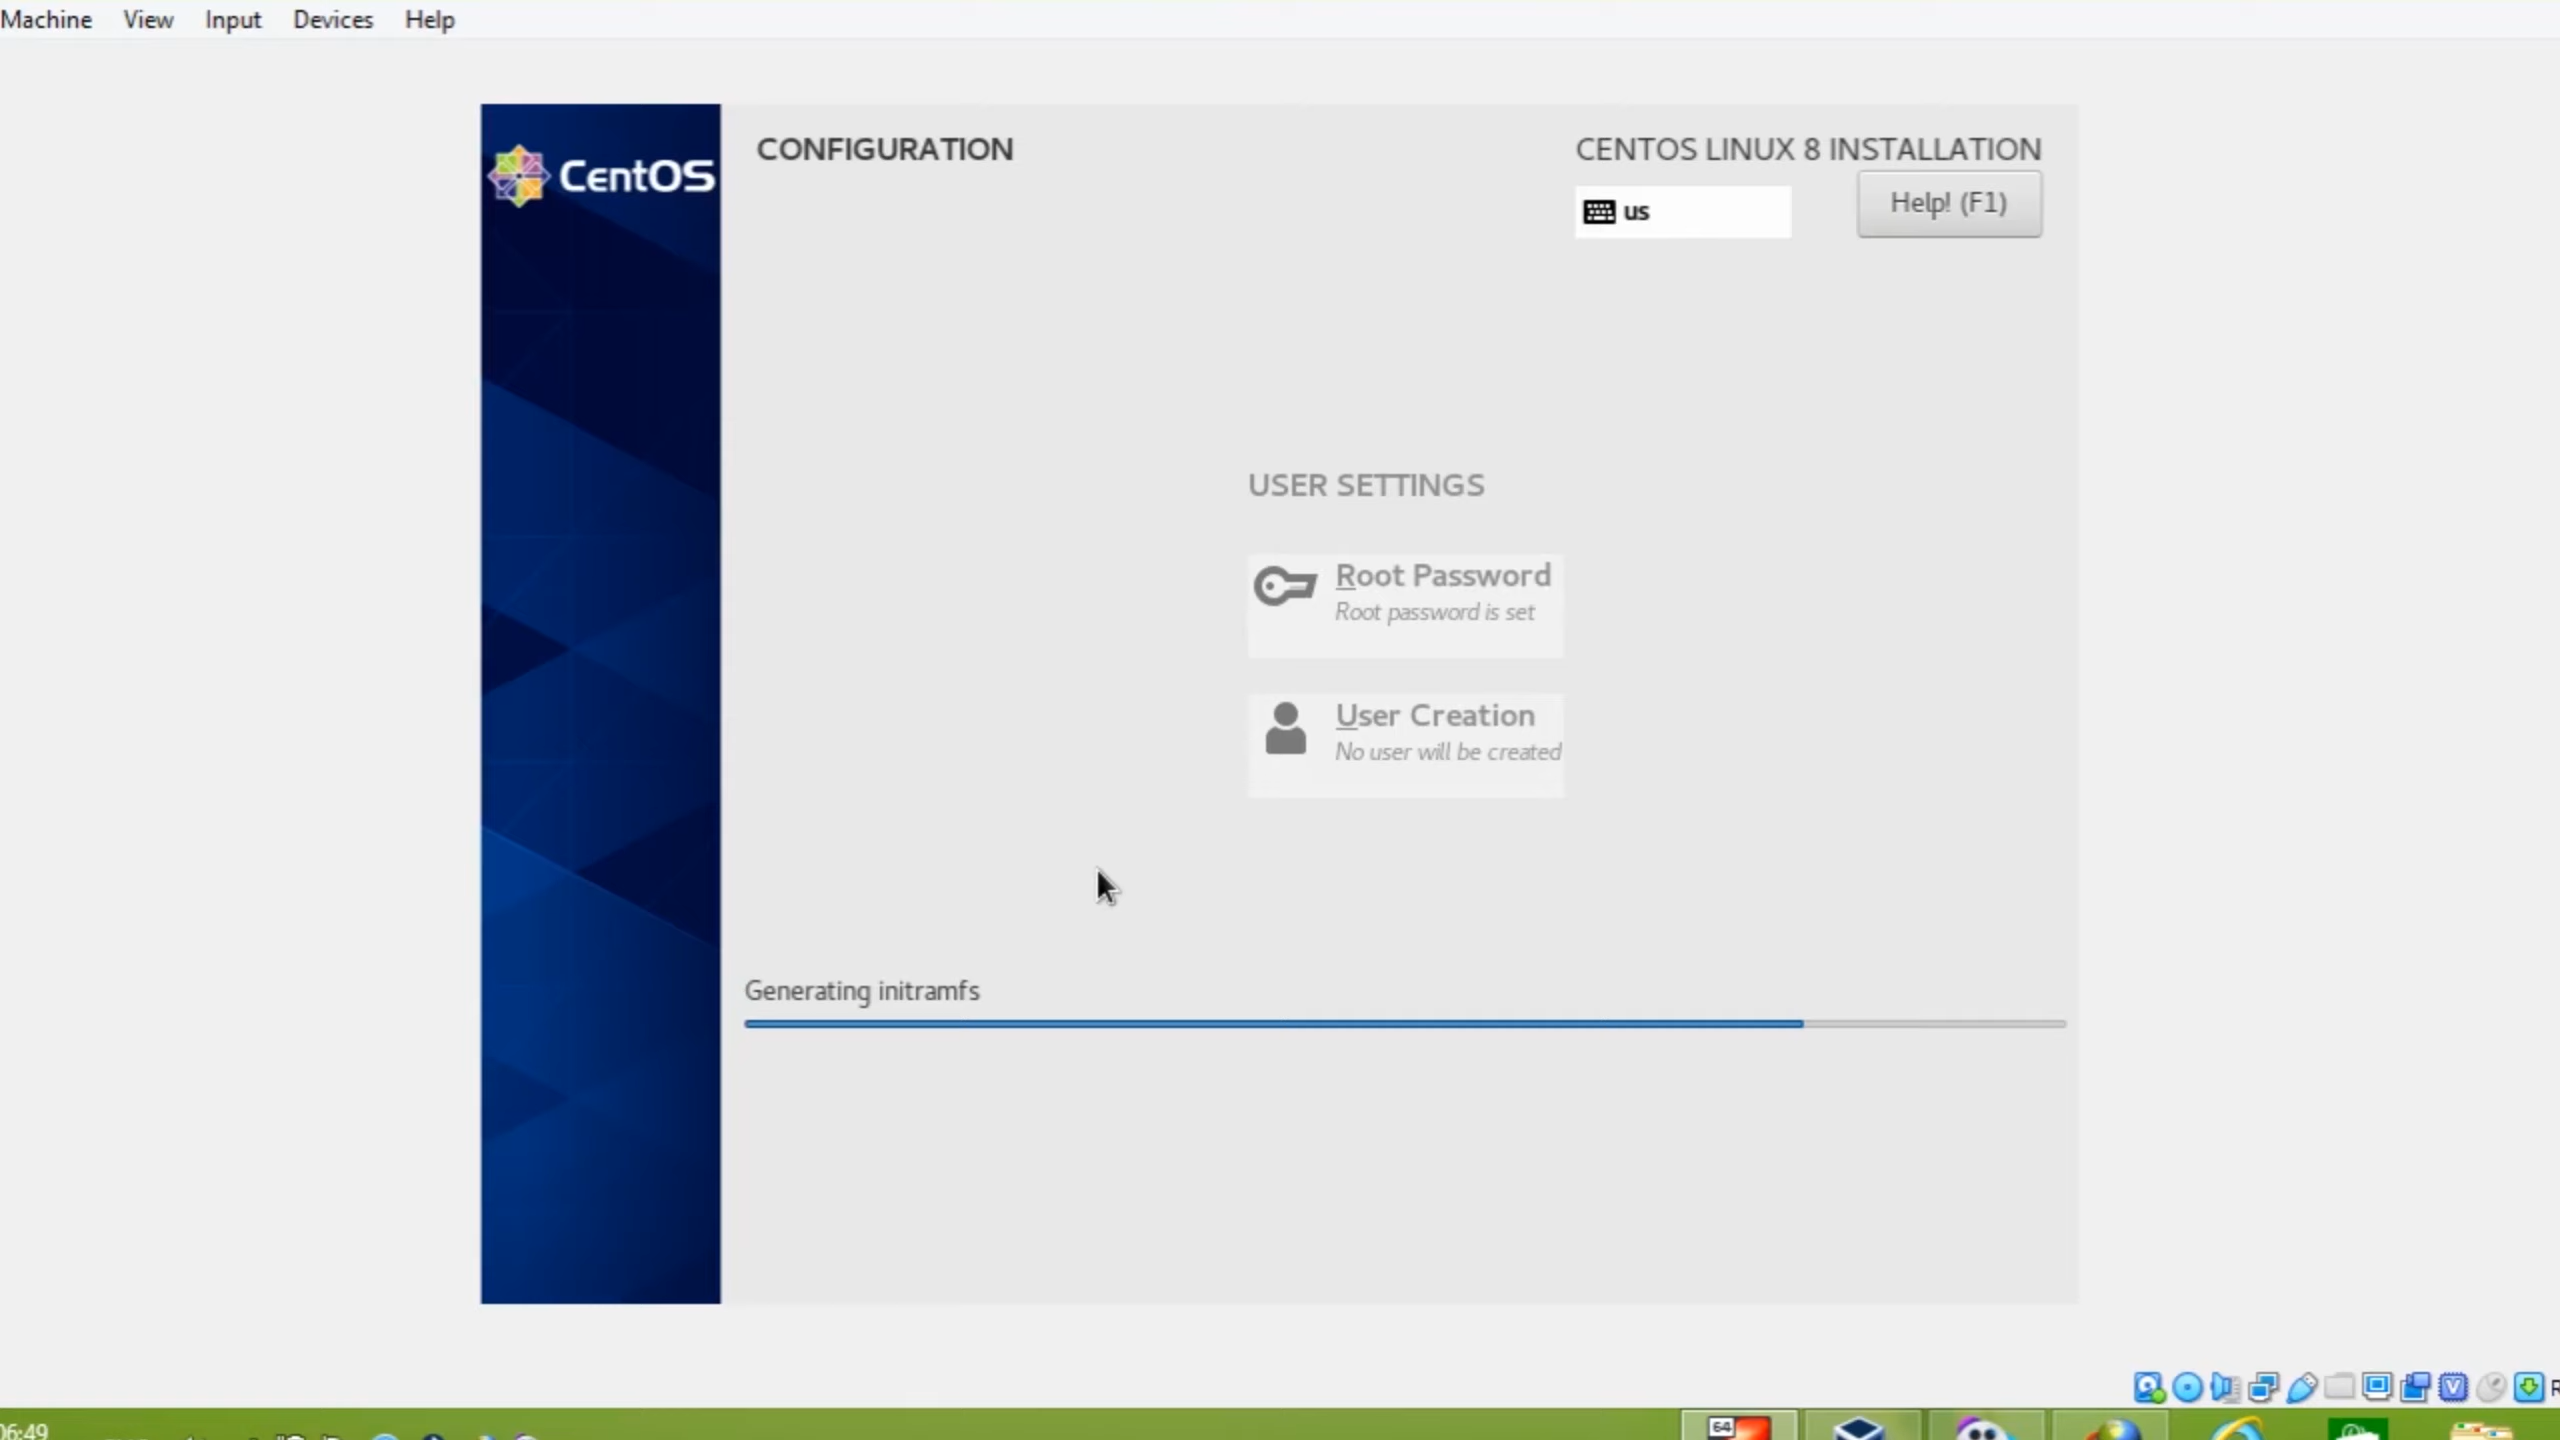 Machine View Input Devices Help
CentOS
CONFIGURATION
CENTOS LINUX 8 INSTALLATION
us
Help! (F1)
USER SETTINGS
Root Password
Root password is set
User Creation
No user will be created
Generating initramfs
06:49
64